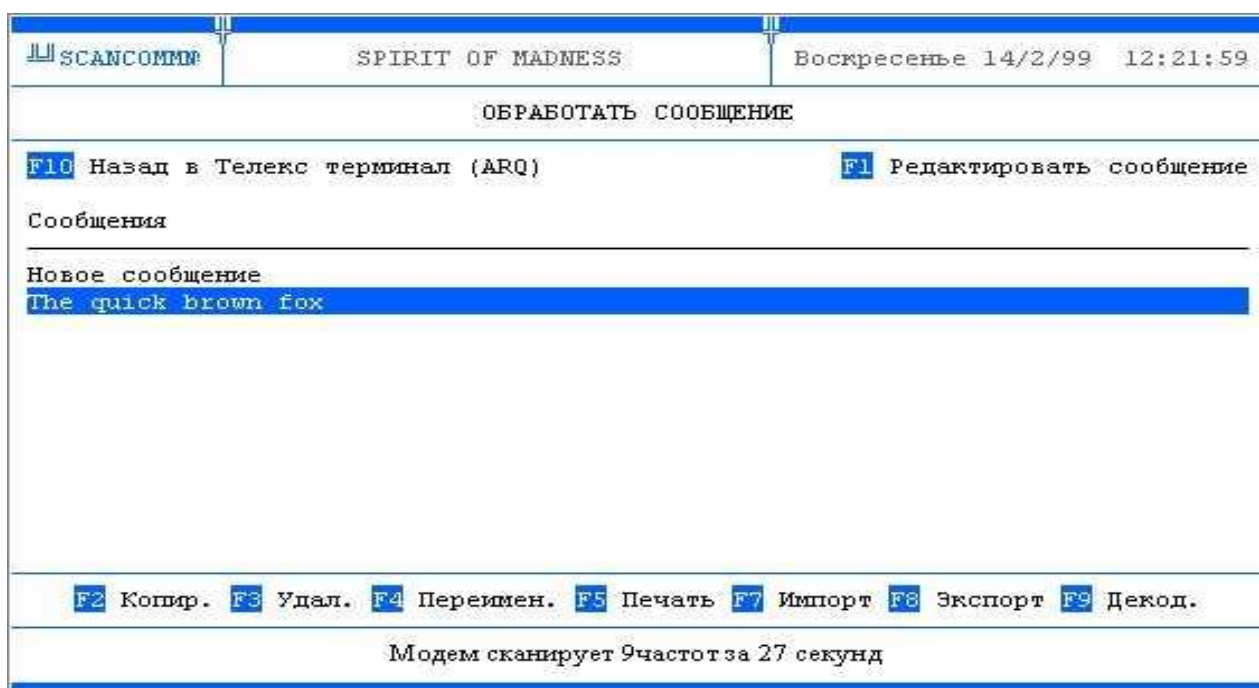 SCANCOMM SPIRIT OF MADNESS Воскресенье 14/2/99 12:21:59
ОБРАБОТАТЬ СООБЩЕНИЕ
F10 Назад в Телекс терминал (ARQ) F1 Редактировать сообщение
Сообщения
Новое сообщение
The quick brown fox
F2 Копир. F3 Удал. F4 Переимен. F5 Печать F7 Импорт F8 Экспорт F9 Декод.
Модем сканирует 9частот за 27 секунд